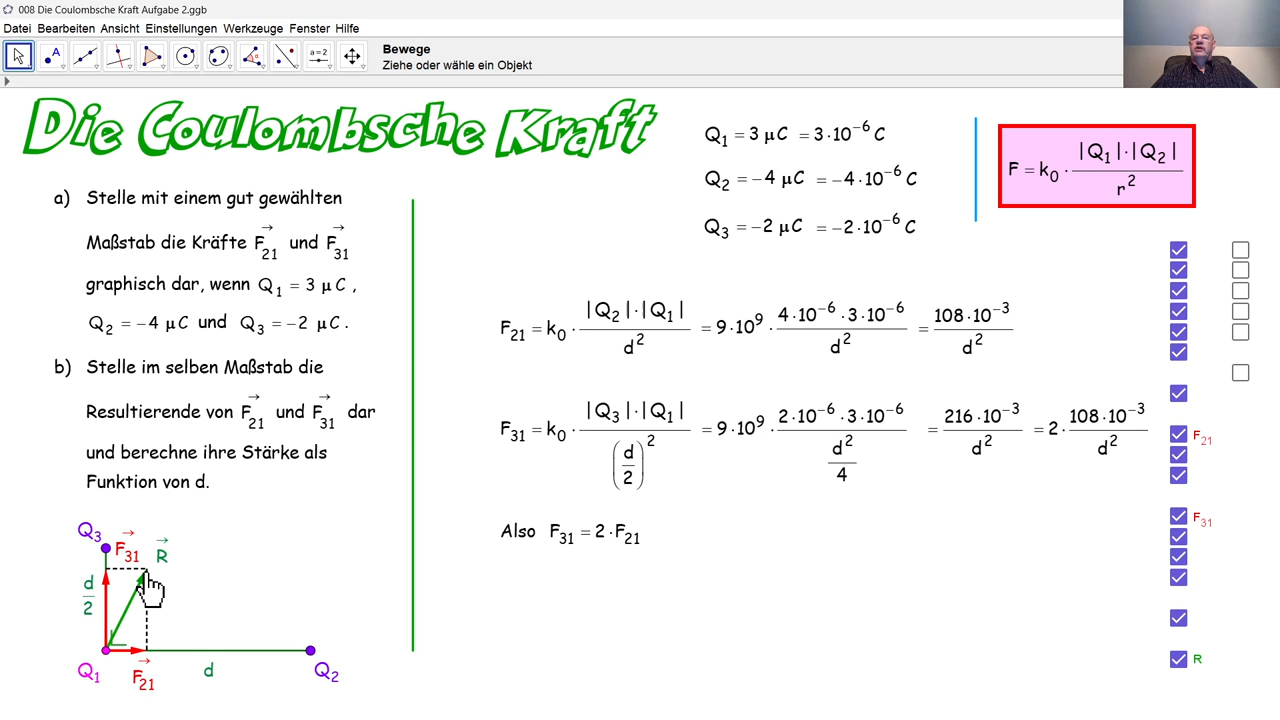 008 Die Coulombsche Kraft Aufgabe 2.ggb
Datei Bearbeiten Ansicht Einstellungen Werkzeuge Fenster Hilfe
A
a=2
Bewege
Ziehe oder wähle ein Objekt
Die Coulombsche Kraft
a) Stelle mit einem gut gewählten
Maßstab die Kräfte F₂₁→ und F₃₁→
graphisch dar, wenn Q₁ = 3 μC,
Q₂ = −4 μC und Q₃ = −2 μC.
b) Stelle im selben Maßstab die
Resultierende von F₂₁→ und F₃₁→ dar
und berechne ihre Stärke als
Funktion von d.
Q₃
F₃₁→
R→
d/2
Q₁
F₂₁→
d
Q₂
Q₁ = 3 μC = 3·10⁻⁶ C
Q₂ = −4 μC = −4·10⁻⁶ C
Q₃ = −2 μC = −2·10⁻⁶ C
F = k₀ · |Q₁|·|Q₂| / r²
F₂₁ = k₀ · |Q₂|·|Q₁| / d² = 9·10⁹ · 4·10⁻⁶·3·10⁻⁶ / d² = 108·10⁻³ / d²
F₃₁ = k₀ · |Q₃|·|Q₁| / (d/2)² = 9·10⁹ · 2·10⁻⁶·3·10⁻⁶ / (d²/4) = 216·10⁻³ / d² = 2 · 108·10⁻³ / d²
Also F₃₁ = 2·F₂₁
F₂₁
F₃₁
R